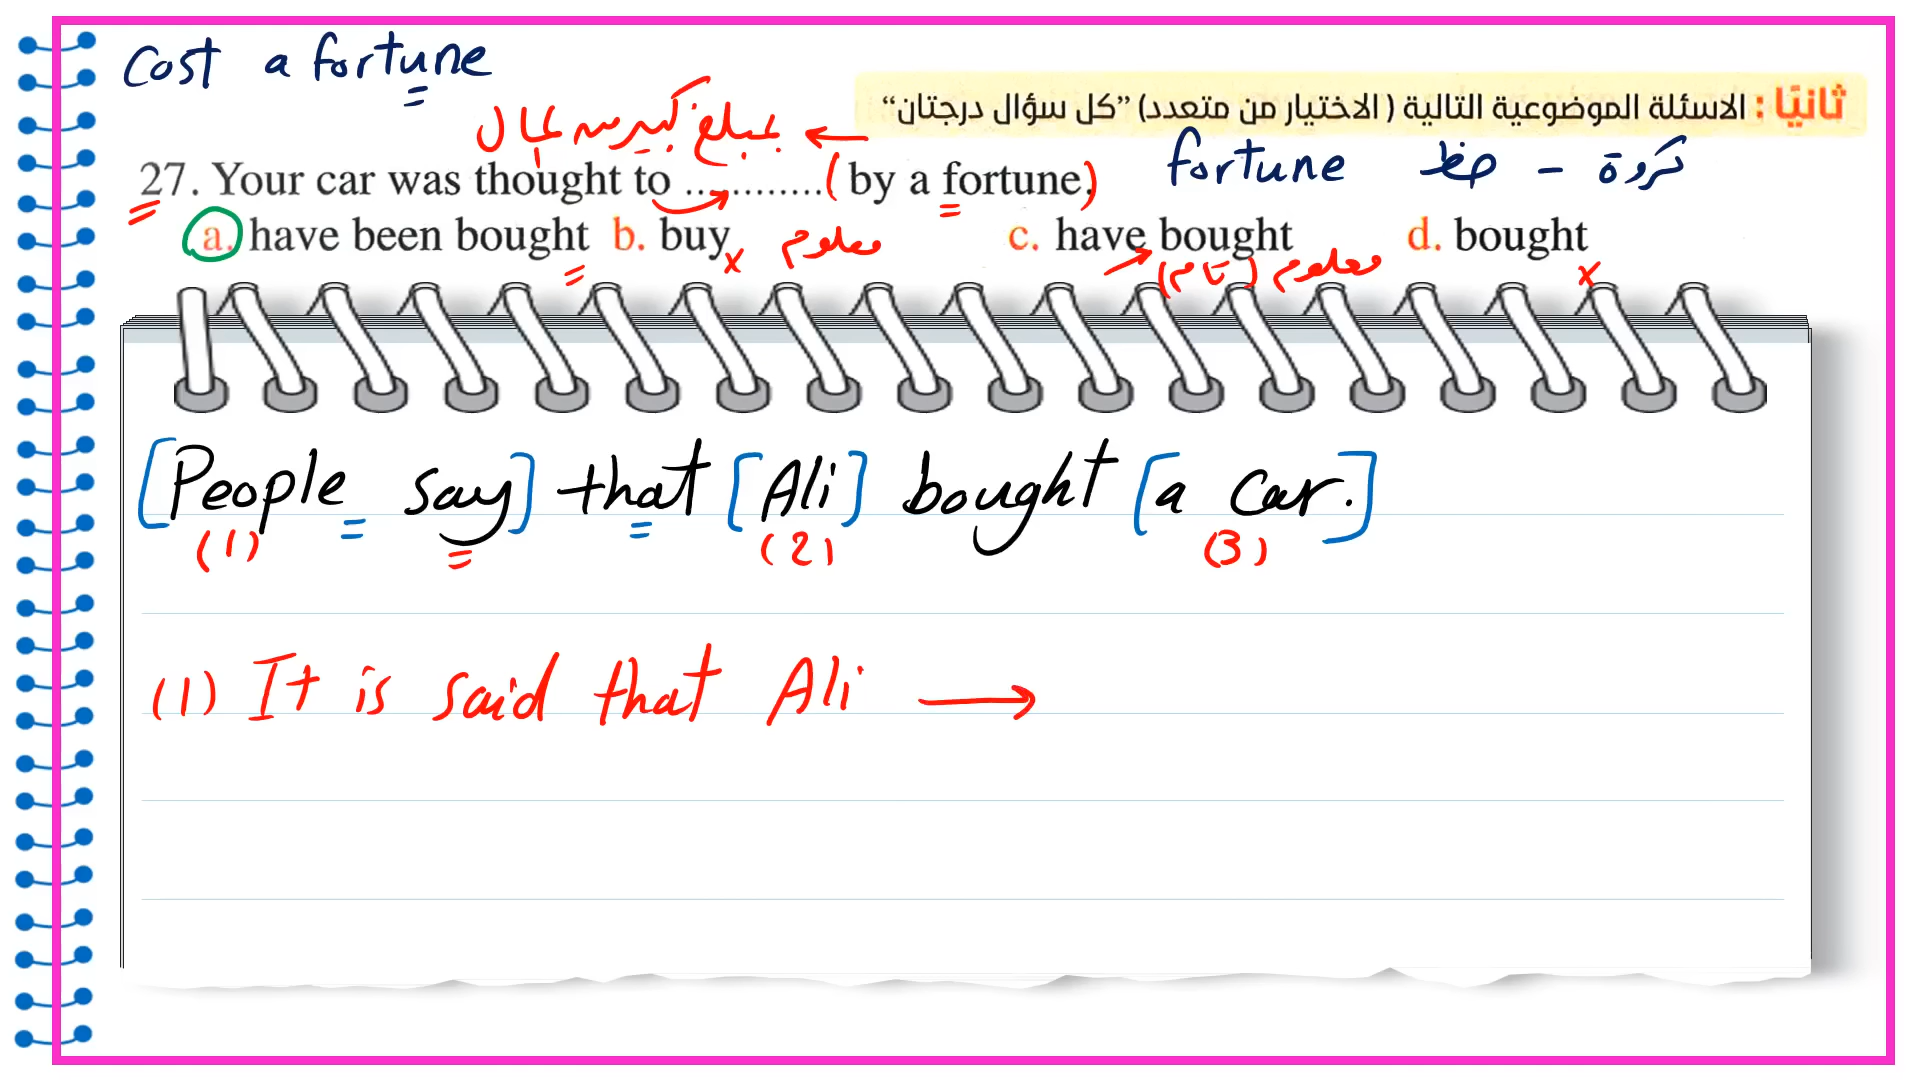 Cost a fortune
ثانيًا : الاسئلة الموضوعية التالية ( الاختيار من متعدد) ”كل سؤال درجتان“
بمبلغ كبير من المال ←
fortune حظ - ثروة
27. Your car was thought to ............ ( by a fortune. )
a. have been bought b. buy x معلوم c. have bought d. bought x
معلوم (تام)
[People say] that [Ali] bought [a car.]
(1) (2) (3)
(1) It is said that Ali →